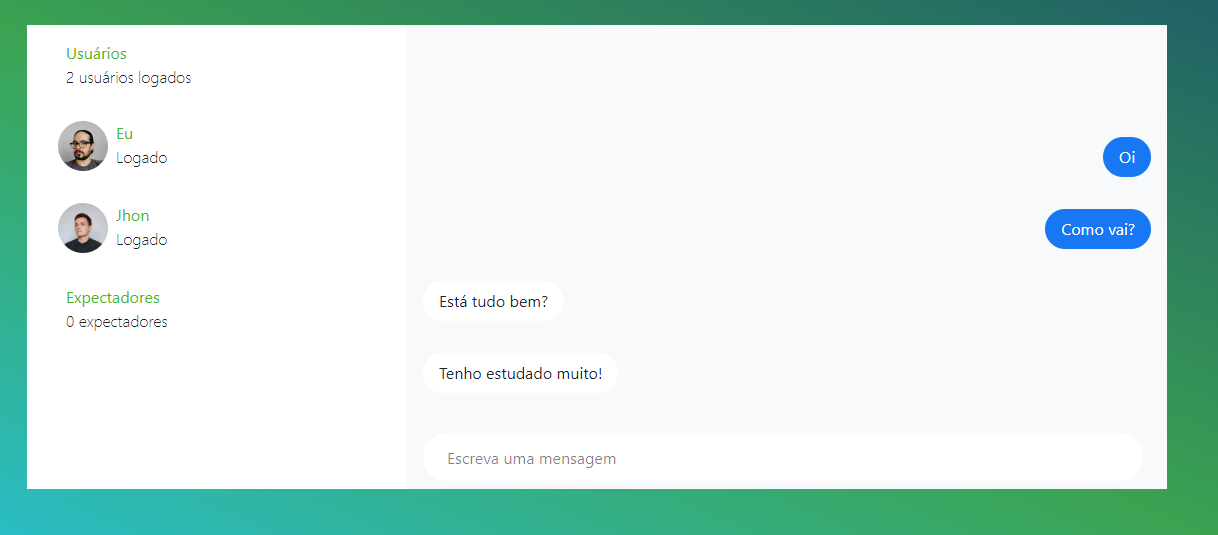 Usuários
2 usuários logados
Eu
Logado
Jhon
Logado
Expectadores
0 expectadores
Oi
Como vai?
Está tudo bem?
Tenho estudado muito!
Escreva uma mensagem